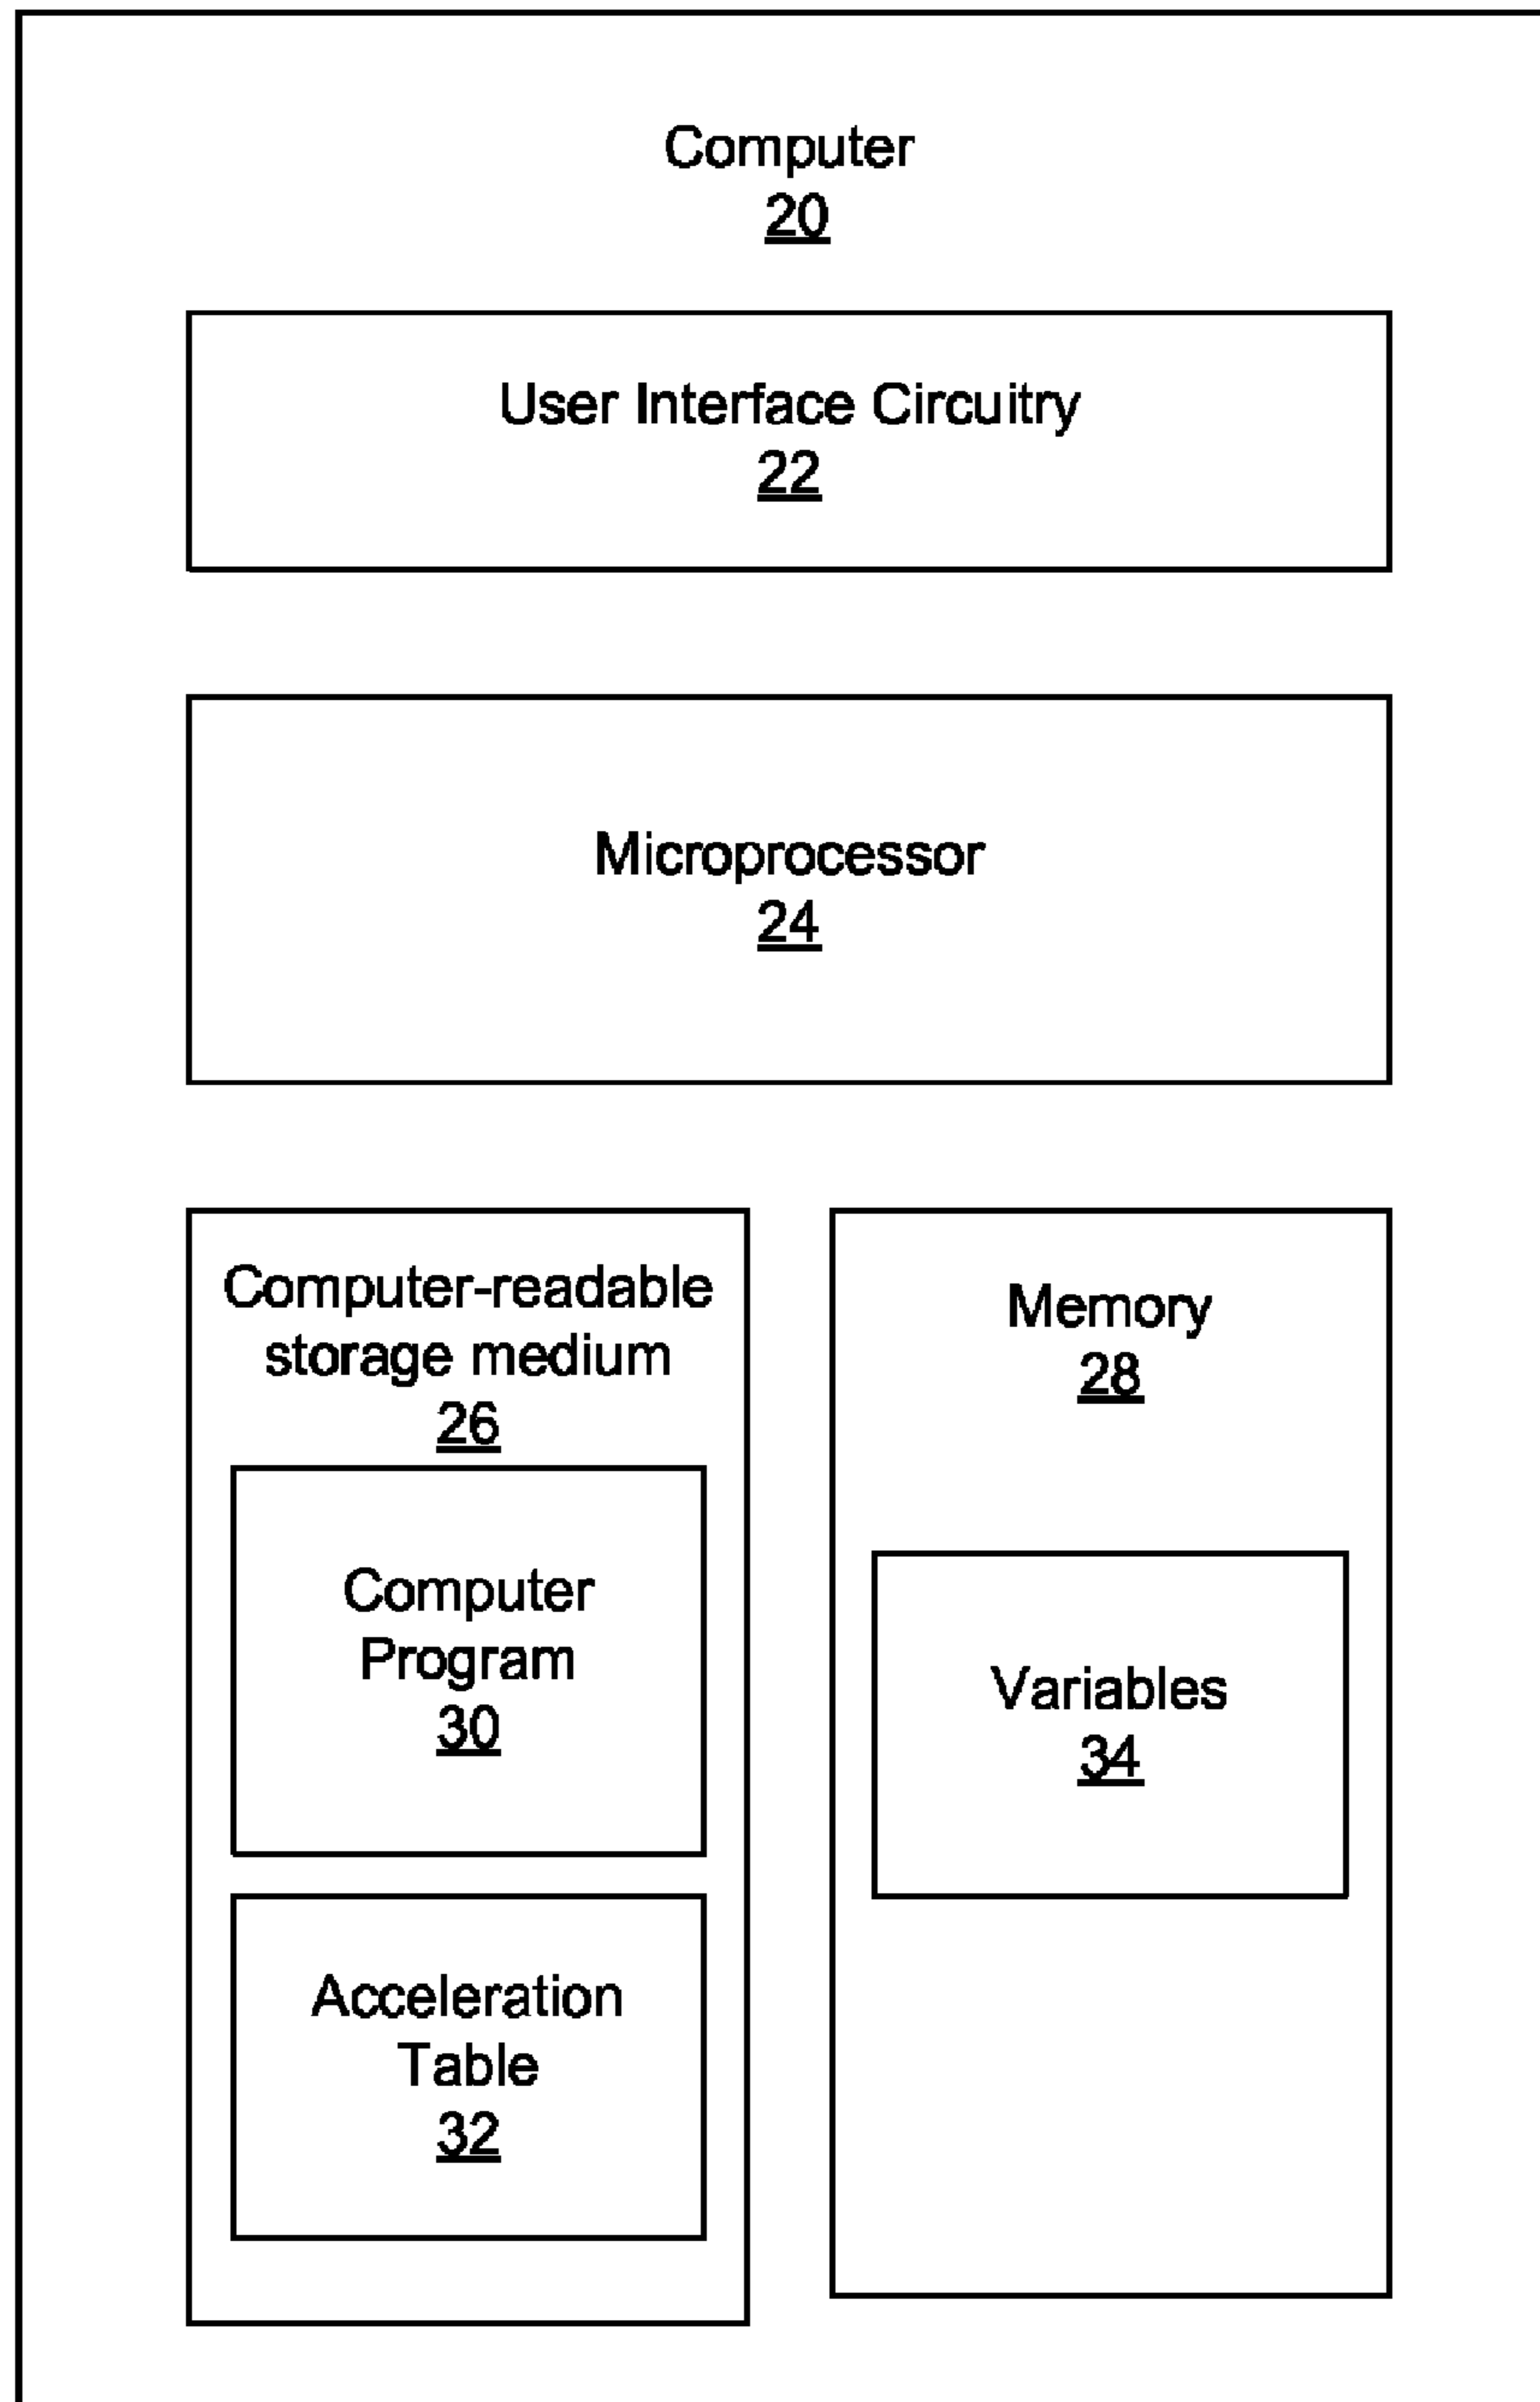 Computer
20
User Interface Circuitry
22
Microprocessor
24
Computer-readable
storage medium
26
Computer
Program
30
Acceleration
Table
32
Memory
28
Variables
34